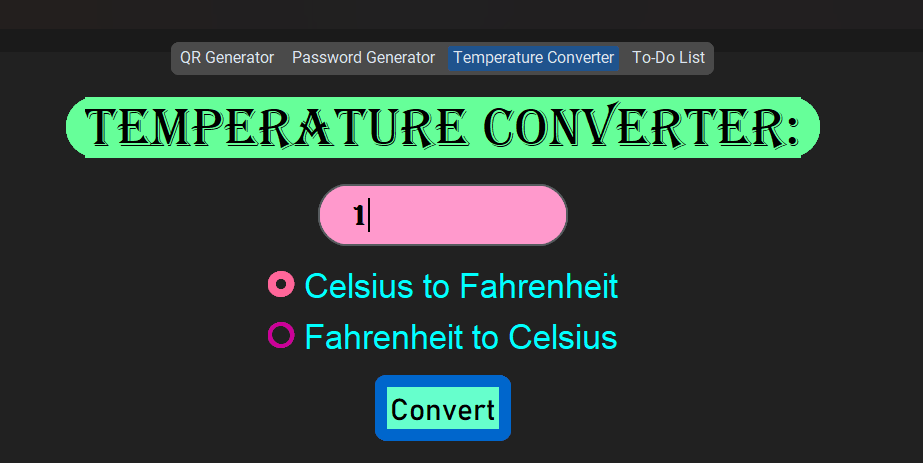 QR Generator Password Generator Temperature Converter To-Do List
TEMPERATURE CONVERTER:
1
Celsius to Fahrenheit
Fahrenheit to Celsius
Convert